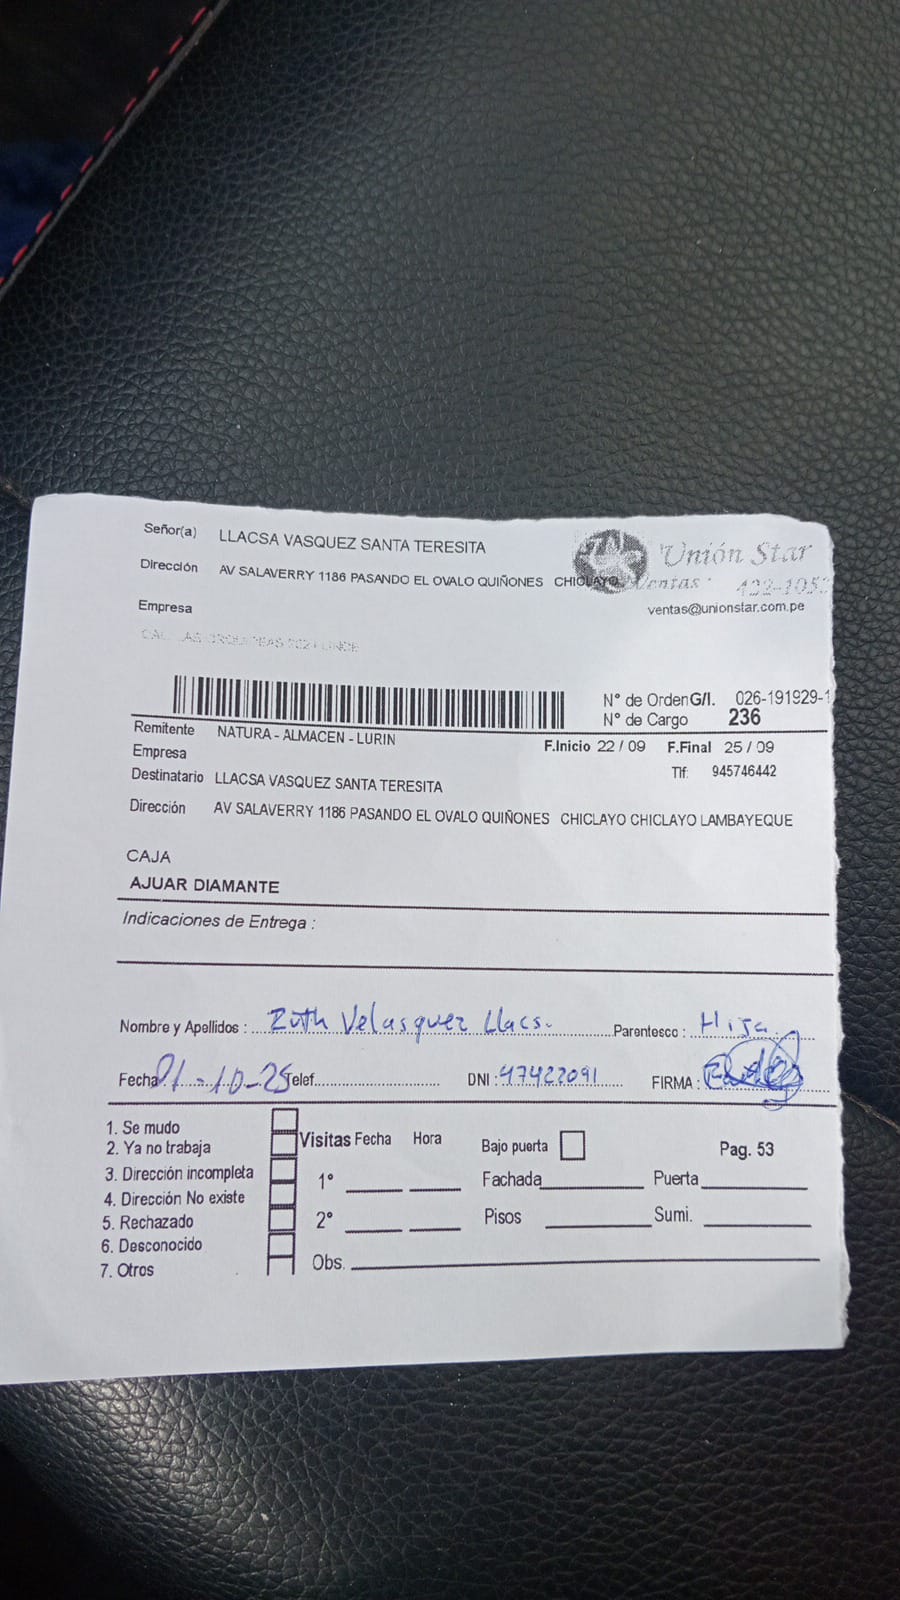 Señor(a) LLACSA VASQUEZ SANTA TERESITA
Unión Star
Dirección AV SALAVERRY 1186 PASANDO EL OVALO QUIÑONES CHICLAYO
Ventas: 422-105
Empresa
ventas@unionstar.com.pe
N° de Orden G/I. 026-191929-1
N° de Cargo 236
Remitente NATURA - ALMACEN - LURIN
F.Inicio 22 / 09 F.Final 25 / 09
Empresa
Tlf: 945746442
Destinatario LLACSA VASQUEZ SANTA TERESITA
Dirección AV SALAVERRY 1186 PASANDO EL OVALO QUIÑONES CHICLAYO CHICLAYO LAMBAYEQUE
CAJA
AJUAR DIAMANTE
Indicaciones de Entrega :
Nombre y Apellidos : Ruth Velasquez Llacs. Parentesco : Hija
Fecha 01-10-25 Telef. DNI : 47422091 FIRMA :
1. Se mudo
2. Ya no trabaja
3. Dirección incompleta
4. Dirección No existe
5. Rechazado
6. Desconocido
7. Otros
Visitas Fecha Hora
1°
2°
Obs.
Bajo puerta
Pag. 53
Fachada Puerta
Pisos Sumi.